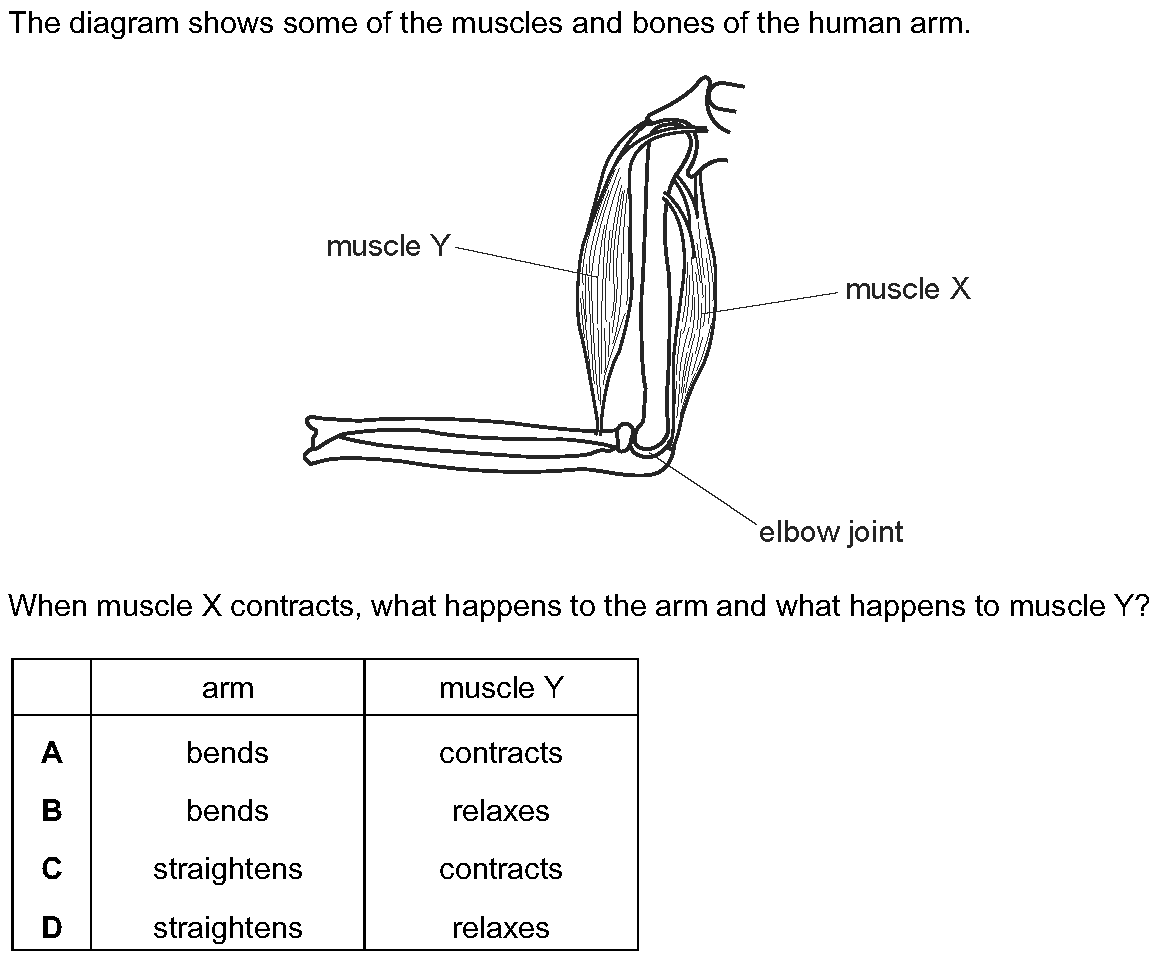 The diagram shows some of the muscles and bones of the human arm.
muscle Y
muscle X
elbow joint
When muscle X contracts, what happens to the arm and what happens to muscle Y?
arm muscle Y
A bends contracts
B bends relaxes
C straightens contracts
D straightens relaxes